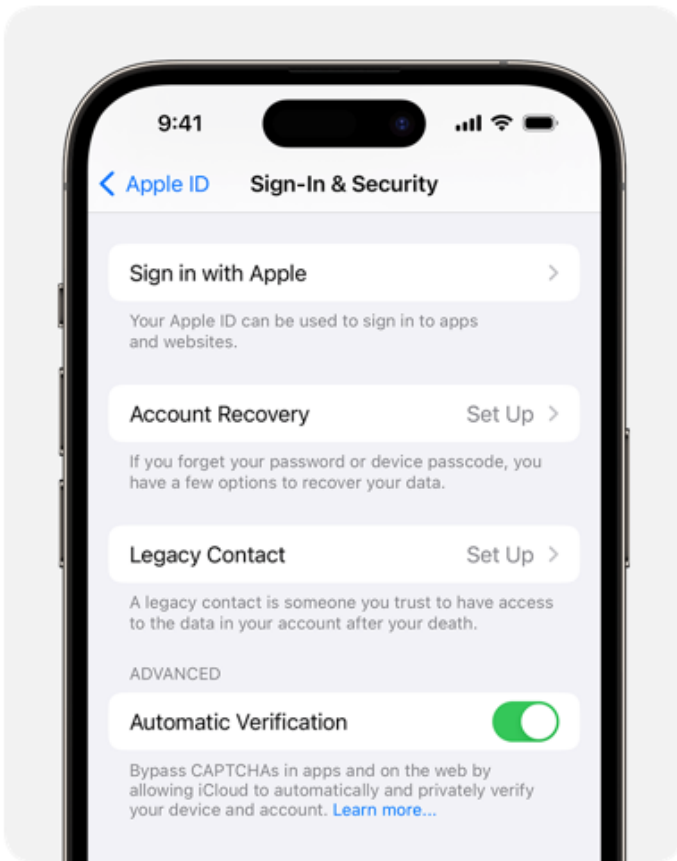 9:41
Apple ID
Sign-In & Security
Sign in with Apple
Your Apple ID can be used to sign in to apps
and websites.
Account Recovery
Set Up
If you forget your password or device passcode, you
have a few options to recover your data.
Legacy Contact
Set Up
A legacy contact is someone you trust to have access
to the data in your account after your death.
ADVANCED
Automatic Verification
Bypass CAPTCHAs in apps and on the web by
allowing iCloud to automatically and privately verify
your device and account. Learn more...